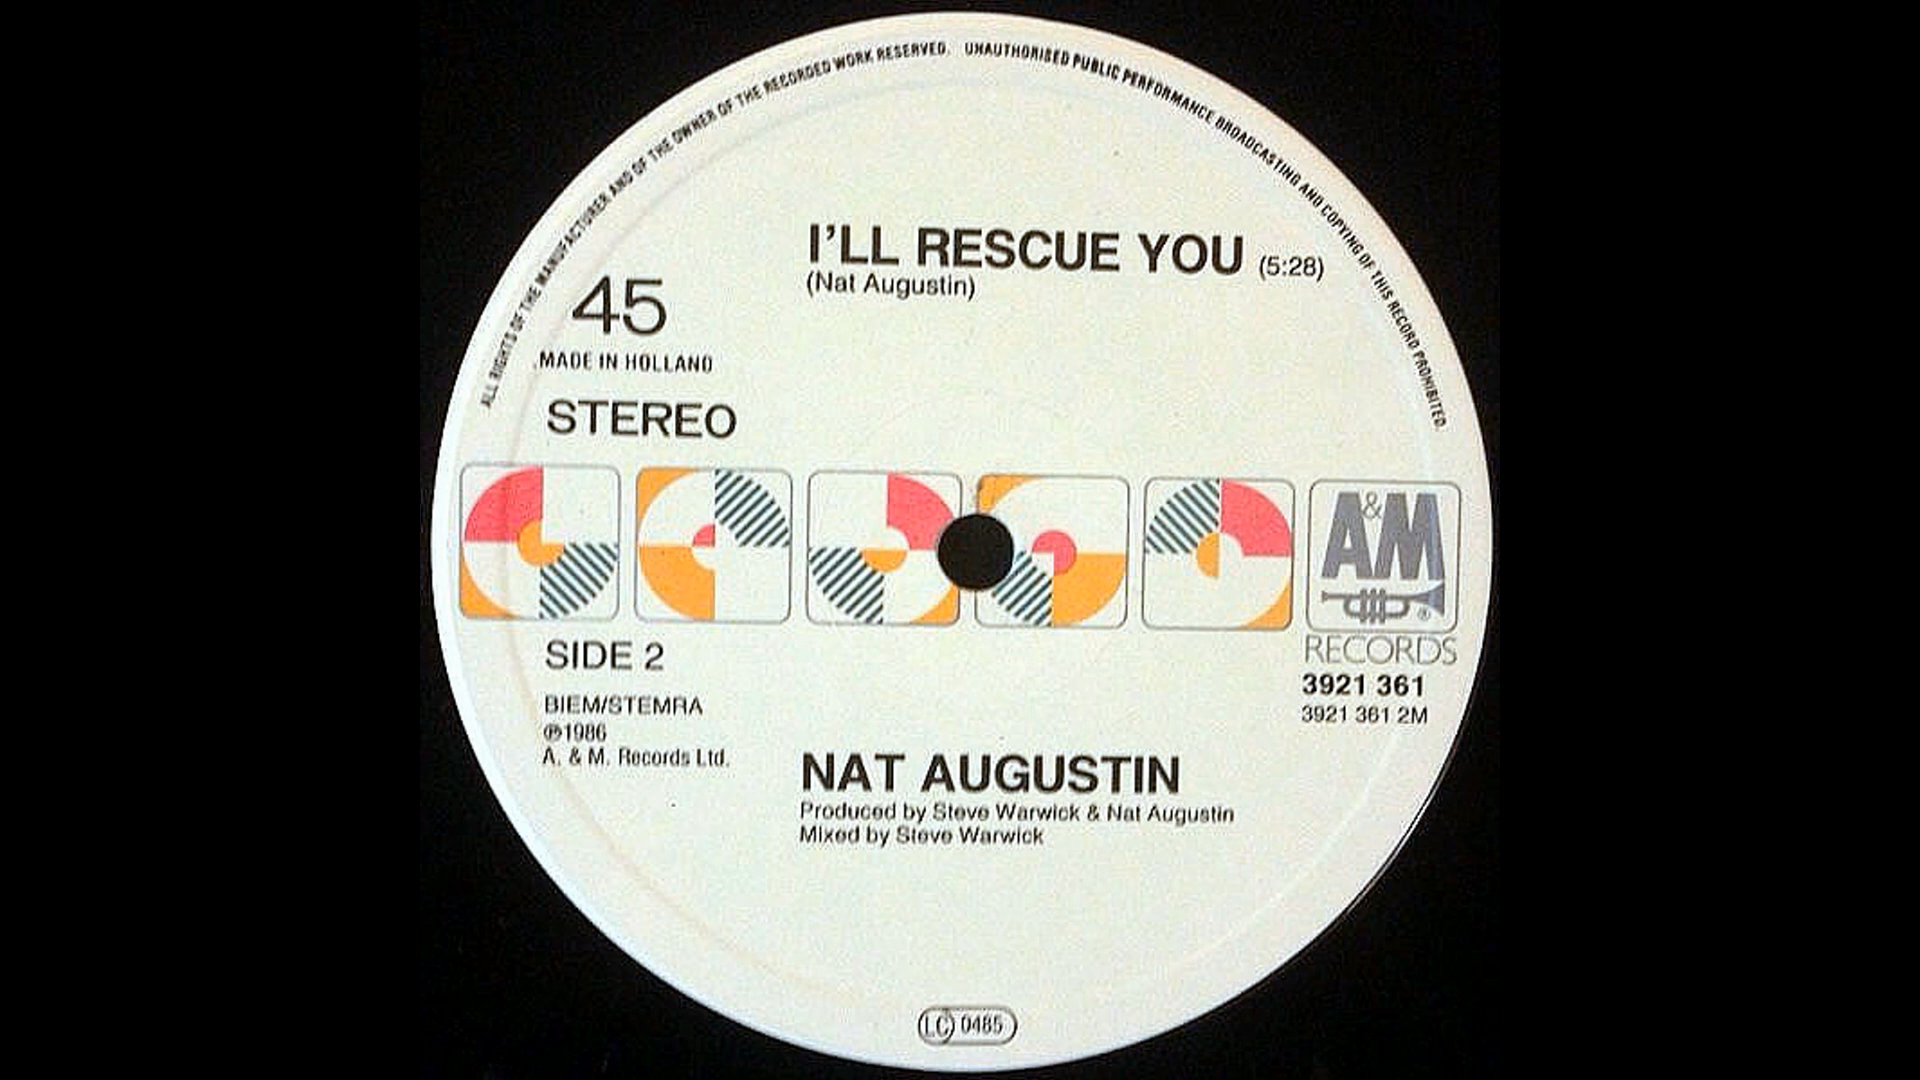 ALL RIGHTS OF THE MANUFACTURER AND OF THE OWNER OF THE RECORDED WORK RESERVED. UNAUTHORISED PUBLIC PERFORMANCE BROADCASTING AND COPYING OF THIS RECORD PROHIBITED.
I'LL RESCUE YOU (5:28)
(Nat Augustin)
45
MADE IN HOLLAND
STEREO
A&M
®
RECORDS
3921 361
3921 361 2M
SIDE 2
BIEM/STEMRA
℗1986
A. & M. Records Ltd.
NAT AUGUSTIN
Produced by Steve Warwick & Nat Augustin
Mixed by Steve Warwick
LC 0485